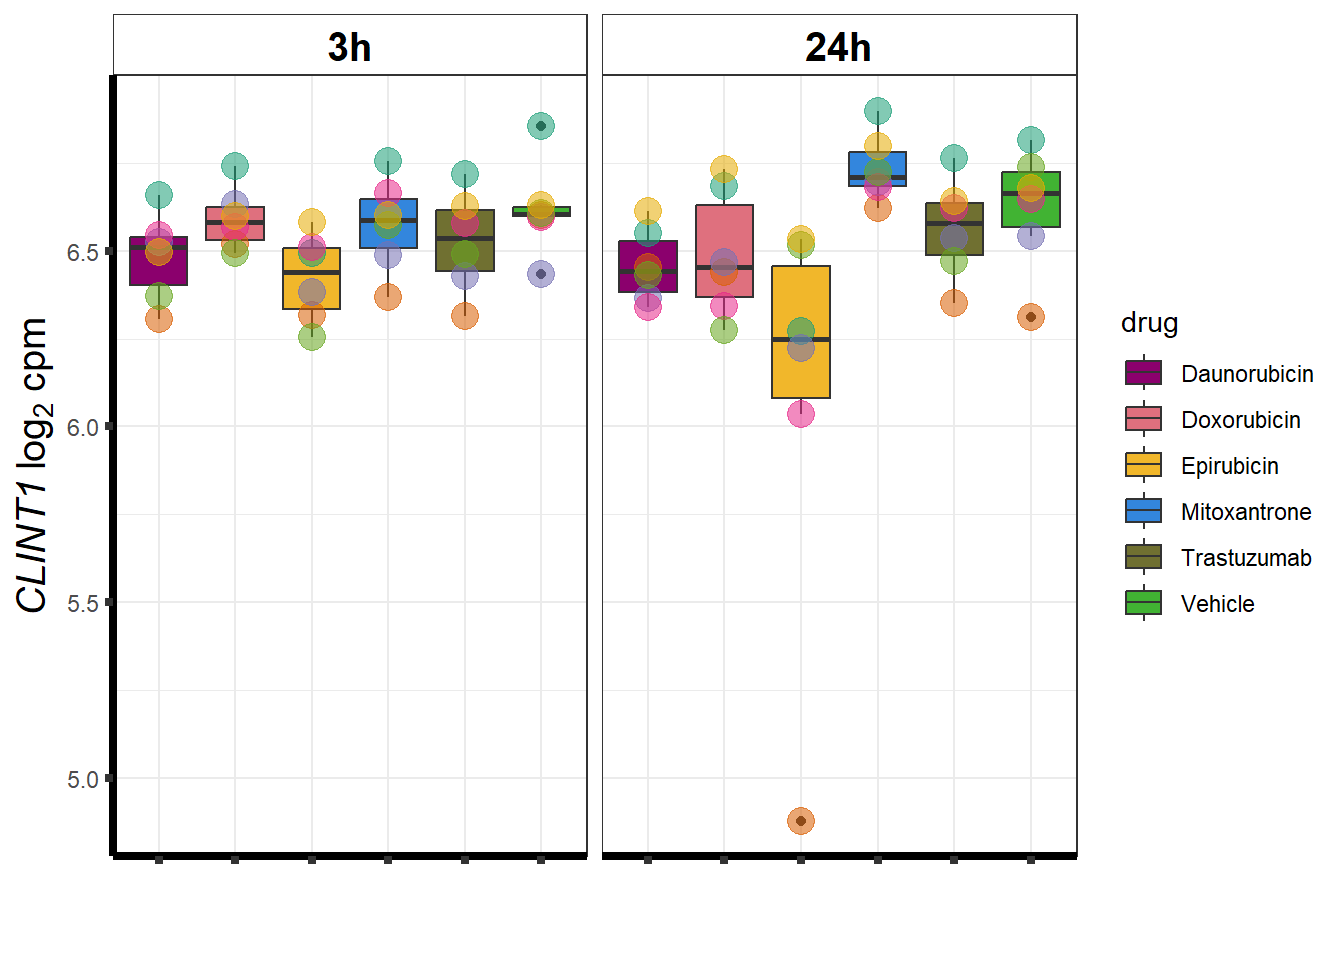 3h
24h
CLINT1 log2 cpm
6.5
6.0
5.5
5.0
drug
Daunorubicin
Doxorubicin
Epirubicin
Mitoxantrone
Trastuzumab
Vehicle